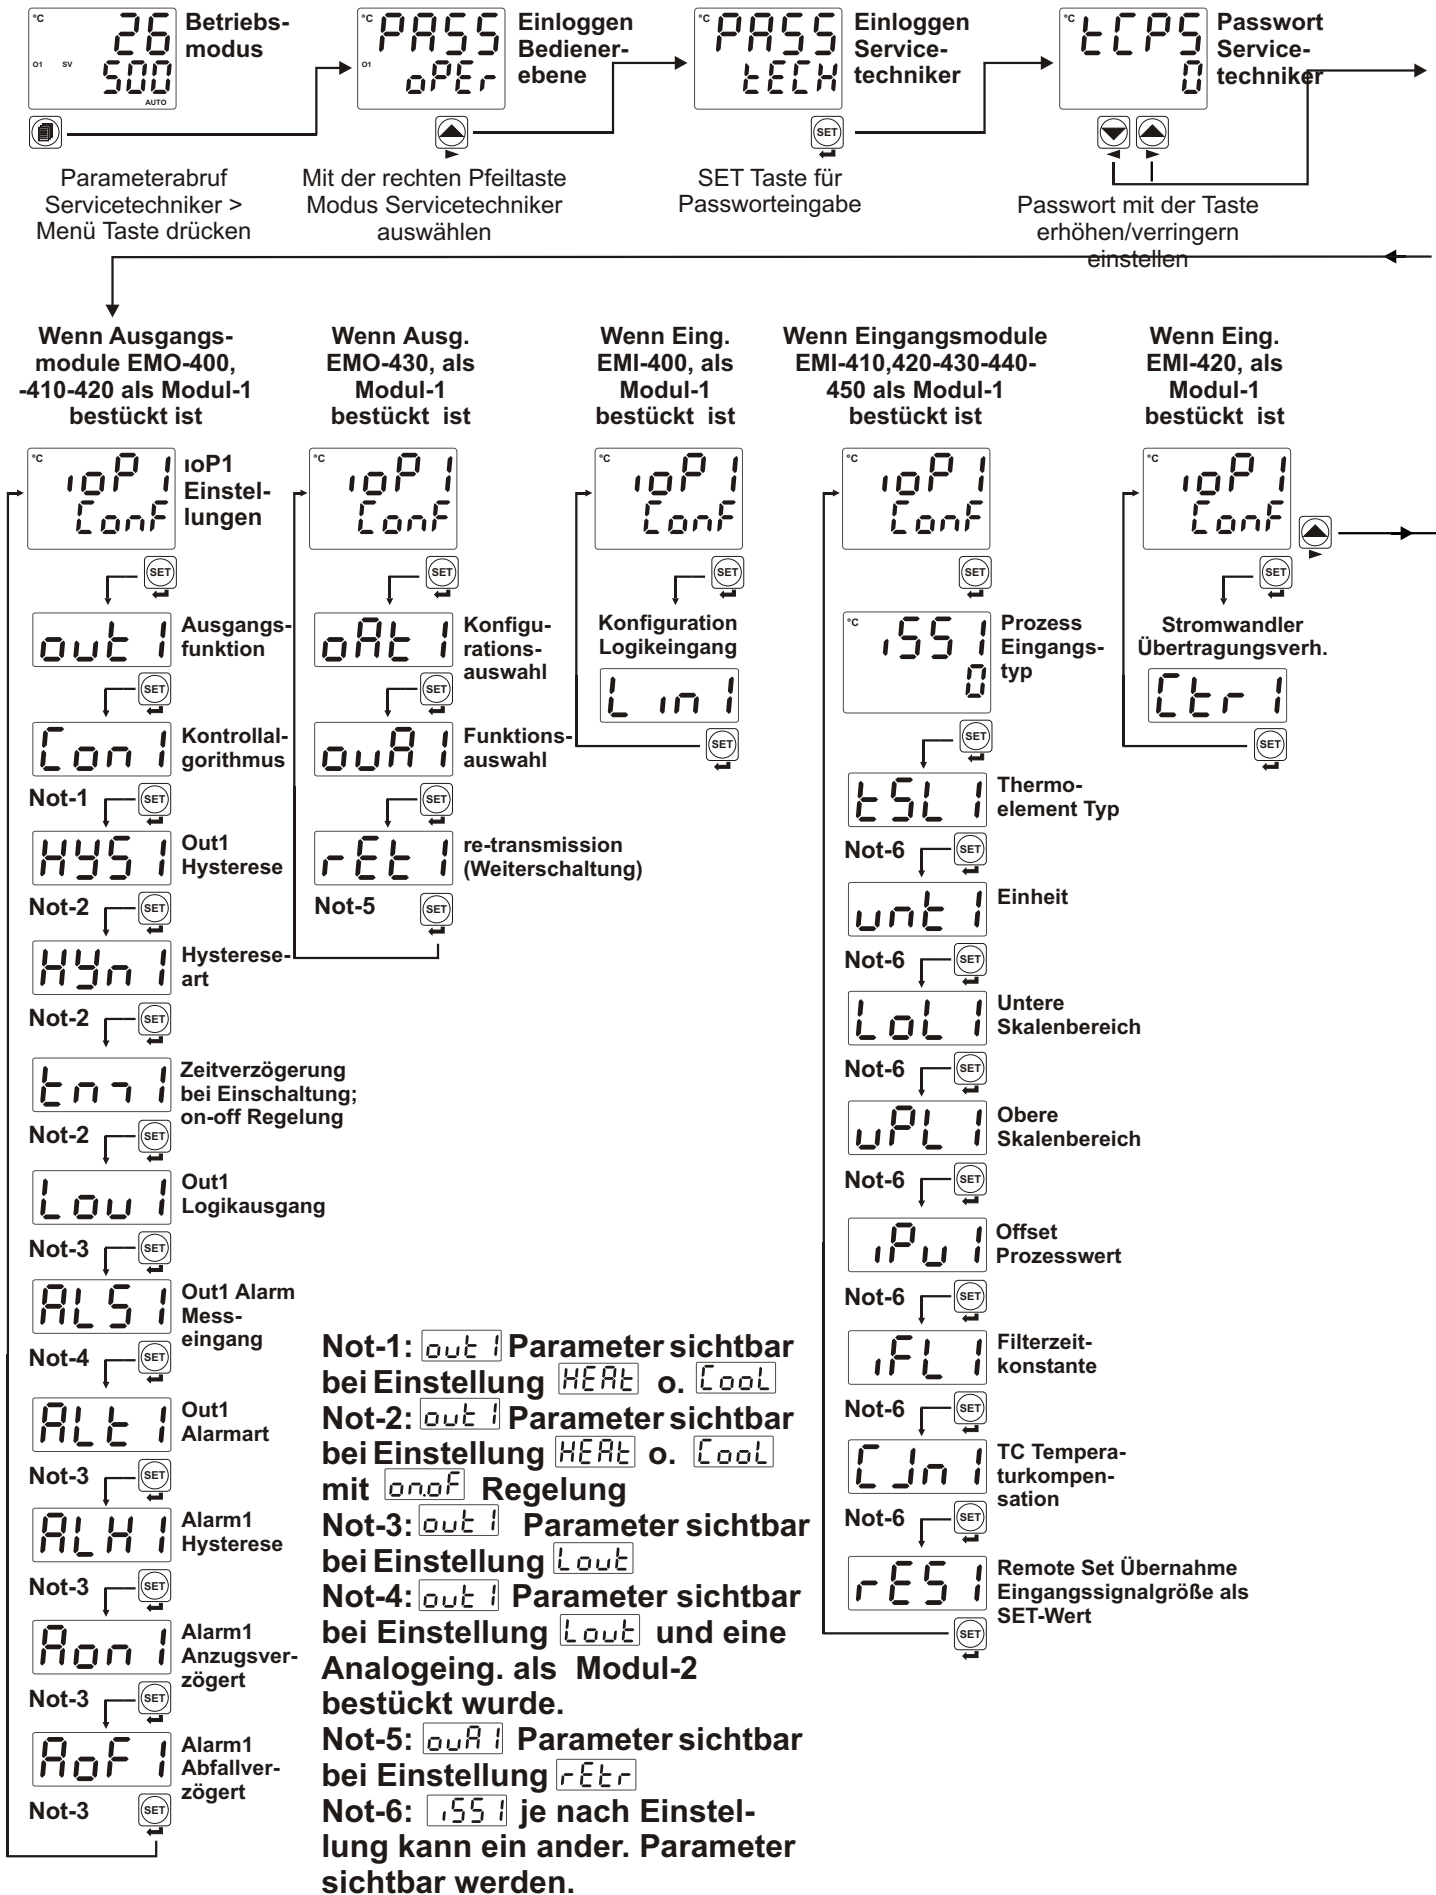 °C 26 Betriebs-
O1 SV 500 modus
AUTO
°C PASS Einloggen
O1 oPEr Bediener-
ebene
°C PASS Einloggen
tECH Service-
techniker
°C tCPS Passwort
0 Service-
techniker
SET
Parameterabruf
Servicetechniker >
Menü Taste drücken
Mit der rechten Pfeiltaste
Modus Servicetechniker
auswählen
SET Taste für
Passworteingabe
Passwort mit der Taste
erhöhen/verringern
einstellen
Wenn Ausgangs-
module EMO-400,
-410-420 als Modul-1
bestückt ist
°C ıoP1 ıoP1
ConF Einstel-
lungen
SET
out1 Ausgangs-
funktion
SET
Con1 Kontrollal-
gorithmus
Not-1 SET
HYS1 Out1
Hysterese
Not-2 SET
HYn1 Hysterese-
art
Not-2 SET
tnı1 Zeitverzögerung
bei Einschaltung;
on-off Regelung
Not-2 SET
Lou1 Out1
Logikausgang
Not-3 SET
ALS1 Out1 Alarm
Mess-
eingang
Not-4 SET
ALt1 Out1
Alarmart
Not-3 SET
ALH1 Alarm1
Hysterese
Not-3 SET
Aon1 Alarm1
Anzugsver-
zögert
Not-3 SET
AoF1 Alarm1
Abfallver-
zögert
Not-3 SET
Wenn Ausg.
EMO-430, als
Modul-1
bestückt ist
°C ıoP1
ConF
SET
oAt1 Konfigu-
rations-
auswahl
SET
ouA1 Funktions-
auswahl
SET
rEt1 re-transmission
(Weiterschaltung)
Not-5 SET
Wenn Eing.
EMI-400, als
Modul-1
bestückt ist
°C ıoP1
ConF
SET
Konfiguration
Logikeingang
Lın1
SET
Wenn Eingangsmodule
EMI-410,420-430-440-
450 als Modul-1
bestückt ist
°C ıoP1
ConF
SET
°C ıSS1 Prozess
0 Eingangs-
typ
SET
tSL1 Thermo-
element Typ
Not-6 SET
unt1 Einheit
Not-6 SET
LoL1 Untere
Skalenbereich
Not-6 SET
uPL1 Obere
Skalenbereich
Not-6 SET
ıPu1 Offset
Prozesswert
Not-6 SET
ıFL1 Filterzeit-
konstante
Not-6 SET
CJn1 TC Tempera-
turkompen-
sation
Not-6 SET
rES1 Remote Set Übernahme
Eingangssignalgröße als
SET-Wert
SET
Wenn Eing.
EMI-420, als
Modul-1
bestückt ist
°C ıoP1
ConF
SET
Stromwandler
Übertragungsverh.
Ctr1
SET
Not-1: out1 Parameter sichtbar
bei Einstellung HEAt o. CooL
Not-2: out1 Parameter sichtbar
bei Einstellung HEAt o. CooL
mit on.oF Regelung
Not-3: out1 Parameter sichtbar
bei Einstellung Lout
Not-4: out1 Parameter sichtbar
bei Einstellung Lout und eine
Analogeing. als Modul-2
bestückt wurde.
Not-5: ouA1 Parameter sichtbar
bei Einstellung rEtr
Not-6: ıSS1 je nach Einstel-
lung kann ein ander. Parameter
sichtbar werden.